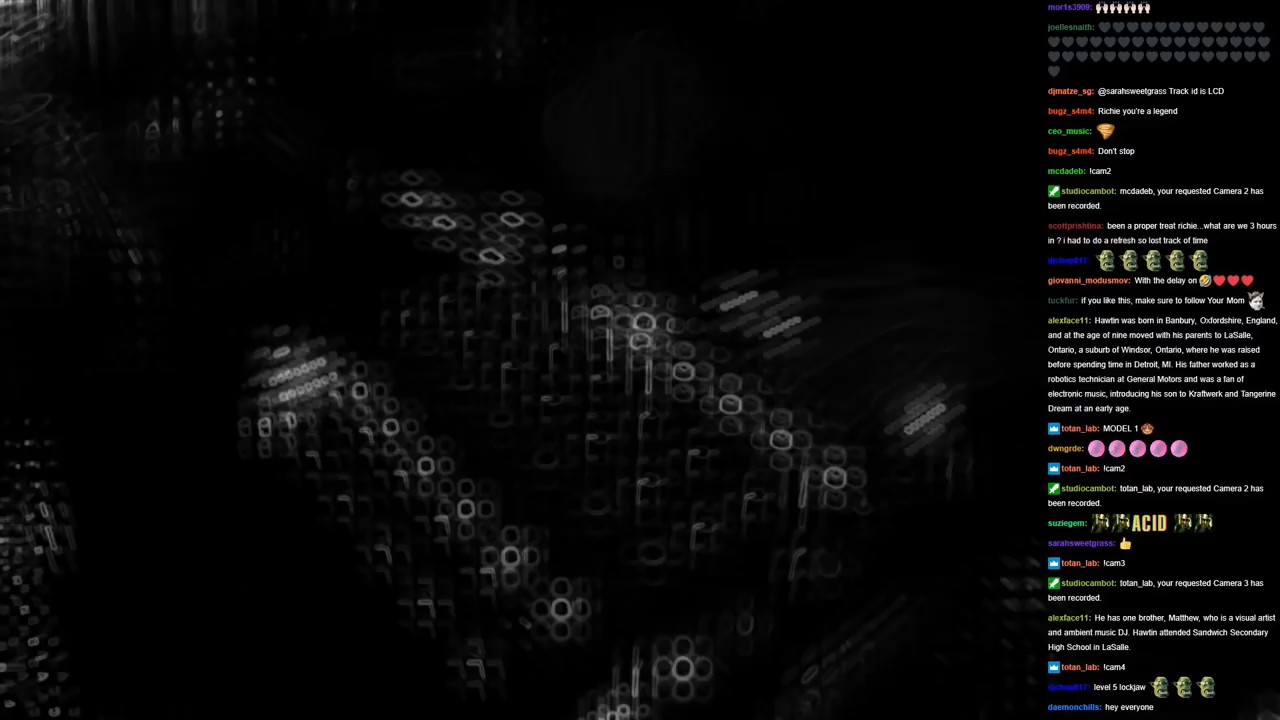 mor1s3909:
joellesnaith:
djmatze_sg: @sarahsweetgrass Track id is LCD
bugz_s4m4: Richie you're a legend
ceo_music:
bugz_s4m4: Don't stop
mcdadeb: !cam2
studiocambot: mcdadeb, your requested Camera 2 has
been recorded.
scottprishtina: been a proper treat richie...what are we 3 hours
in ? i had to do a refresh so lost track of time
giovanni_modusmov: With the delay on
tuckfur: if you like this, make sure to follow Your Mom
alexface11: Hawtin was born in Banbury, Oxfordshire, England,
and at the age of nine moved with his parents to LaSalle,
Ontario, a suburb of Windsor, Ontario, where he was raised
before spending time in Detroit, MI. His father worked as a
robotics technician at General Motors and was a fan of
electronic music, introducing his son to Kraftwerk and Tangerine
Dream at an early age.
totan_lab: MODEL 1
dwngrde:
totan_lab: !cam2
studiocambot: totan_lab, your requested Camera 2 has
been recorded.
suziegem: ACID
sarahsweetgrass:
totan_lab: !cam3
studiocambot: totan_lab, your requested Camera 3 has
been recorded.
alexface11: He has one brother, Matthew, who is a visual artist
and ambient music DJ. Hawtin attended Sandwich Secondary
High School in LaSalle.
totan_lab: !cam4
level 5 lockjaw
daemonchills: hey everyone